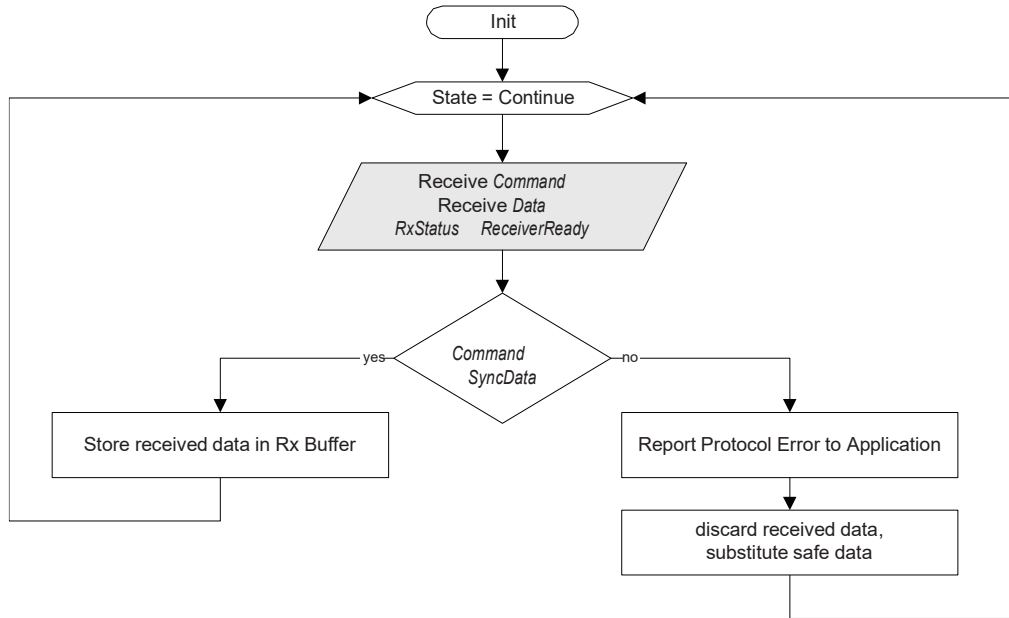 Init
State = Continue
Receive Command
Receive Data
RxStatus ReceiverReady
Command
SyncData
yes
no
Store received data in Rx Buffer
Report Protocol Error to Application
discard received data,
substitute safe data